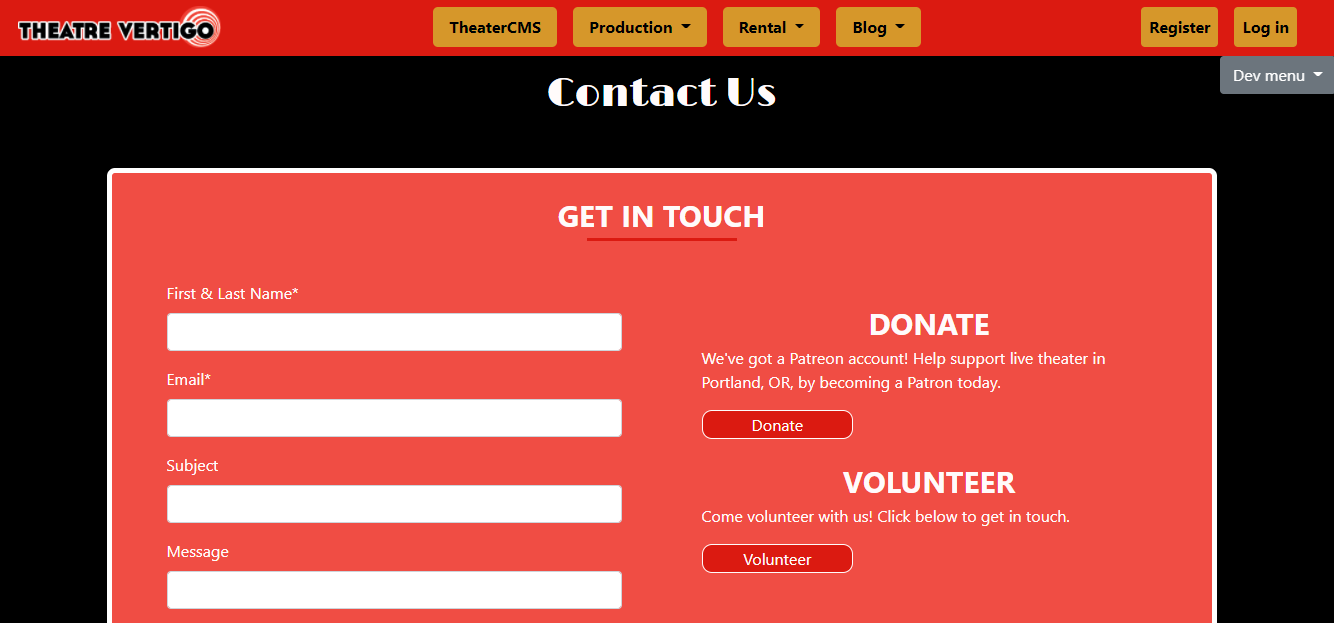 THEATRE VERTIGO
TheaterCMS
Production
Rental
Blog
Register
Log in
Dev menu
Contact Us
GET IN TOUCH
First & Last Name*
Email*
Subject
Message
DONATE
We've got a Patreon account! Help support live theater in
Portland, OR, by becoming a Patron today.
Donate
VOLUNTEER
Come volunteer with us! Click below to get in touch.
Volunteer